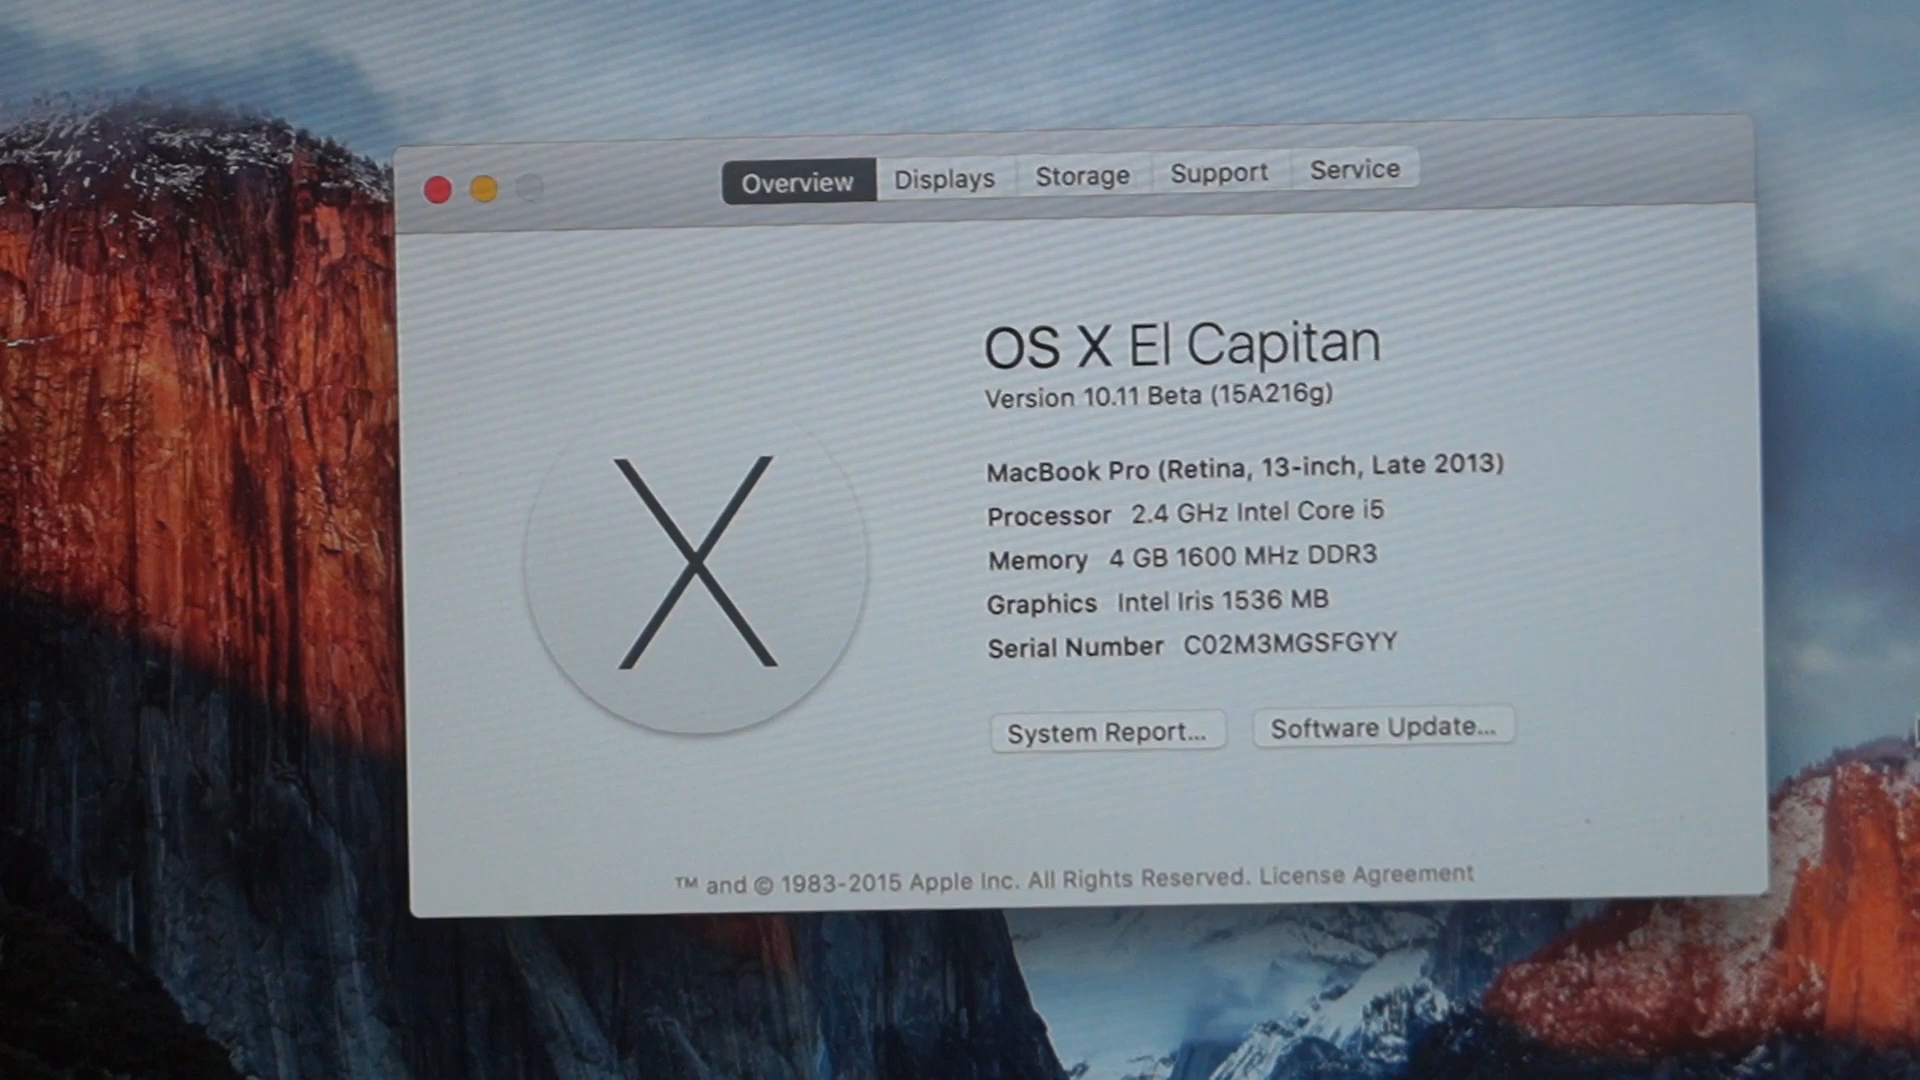 Overview Displays Storage Support Service
OS X El Capitan
Version 10.11 Beta (15A216g)
MacBook Pro (Retina, 13-inch, Late 2013)
Processor 2.4 GHz Intel Core i5
Memory 4 GB 1600 MHz DDR3
Graphics Intel Iris 1536 MB
Serial Number C02M3MGSFGYY
System Report... Software Update...
™ and © 1983-2015 Apple Inc. All Rights Reserved. License Agreement